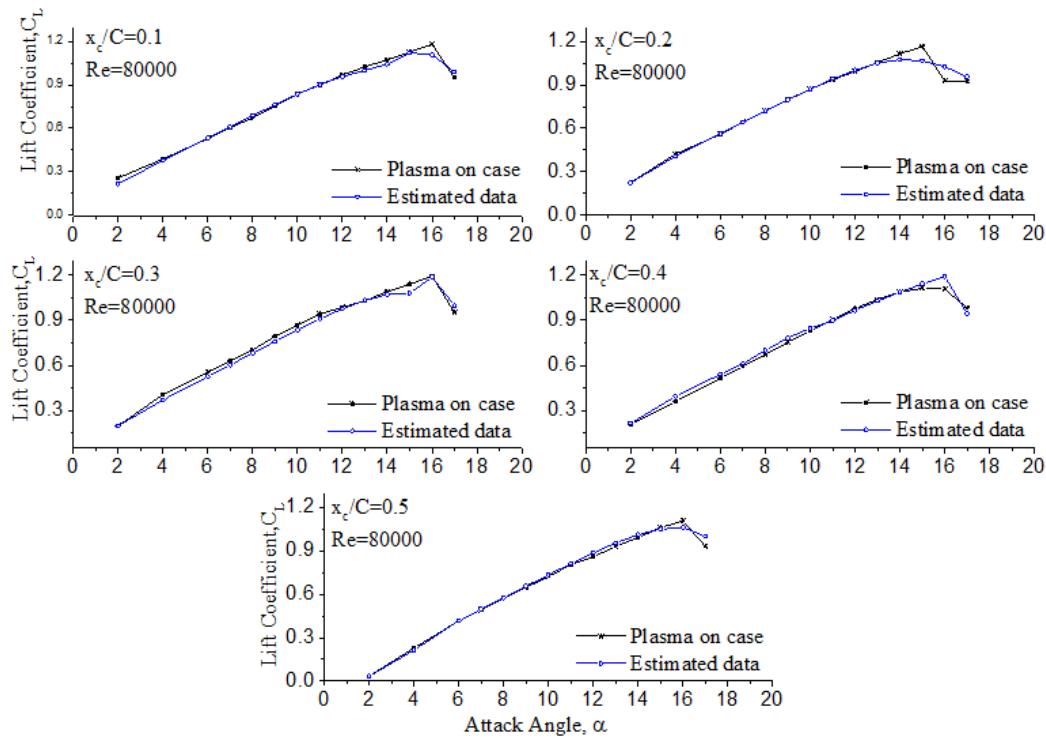 Lift Coefficient,C_L
1.2
0.9
0.6
0.3
0.0
x_c/C=0.1
Re=80000
Plasma on case
Estimated data
0 2 4 6 8 10 12 14 16 18 20
1.2
0.9
0.6
0.3
0.0
x_c/C=0.2
Re=80000
Plasma on case
Estimated data
0 2 4 6 8 10 12 14 16 18 20
Lift Coefficient,C_L
1.2
0.9
0.6
0.3
x_c/C=0.3
Re=80000
Plasma on case
Estimated data
0 2 4 6 8 10 12 14 16 18 20
1.2
0.9
0.6
0.3
x_c/C=0.4
Re=80000
Plasma on case
Estimated data
0 2 4 6 8 10 12 14 16 18 20
Lift Coefficient,C_L
1.2
0.9
0.6
0.3
0.0
x_c/C=0.5
Re=80000
Plasma on case
Estimated data
0 2 4 6 8 10 12 14 16 18 20
Attack Angle, α